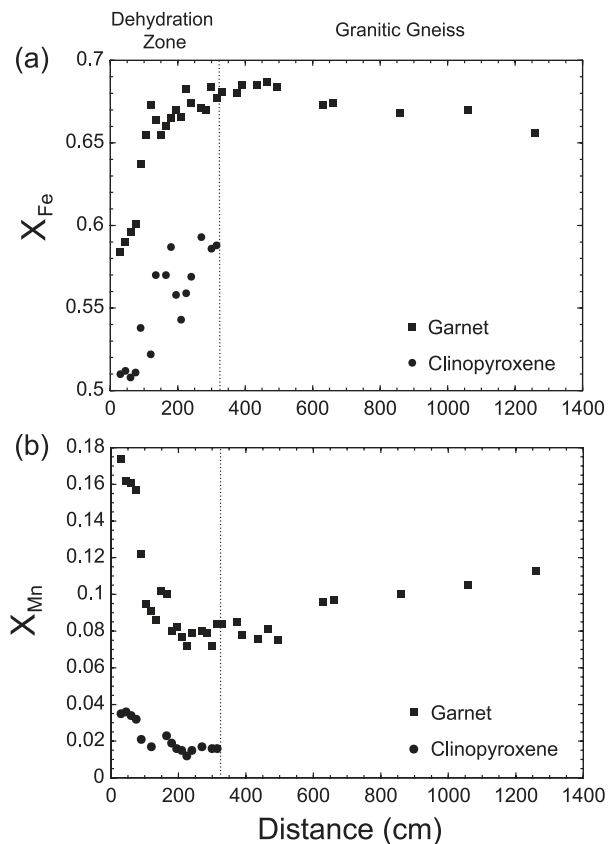 Dehydration
Zone
Granitic Gneiss
(a)
0.7
0.65
0.6
0.55
0.5
X_Fe
Garnet
Clinopyroxene
0 200 400 600 800 1000 1200 1400
(b)
0.18
0.16
0.14
0.12
0.1
0.08
0.06
0.04
0.02
0
X_Mn
Garnet
Clinopyroxene
0 200 400 600 800 1000 1200 1400
Distance (cm)